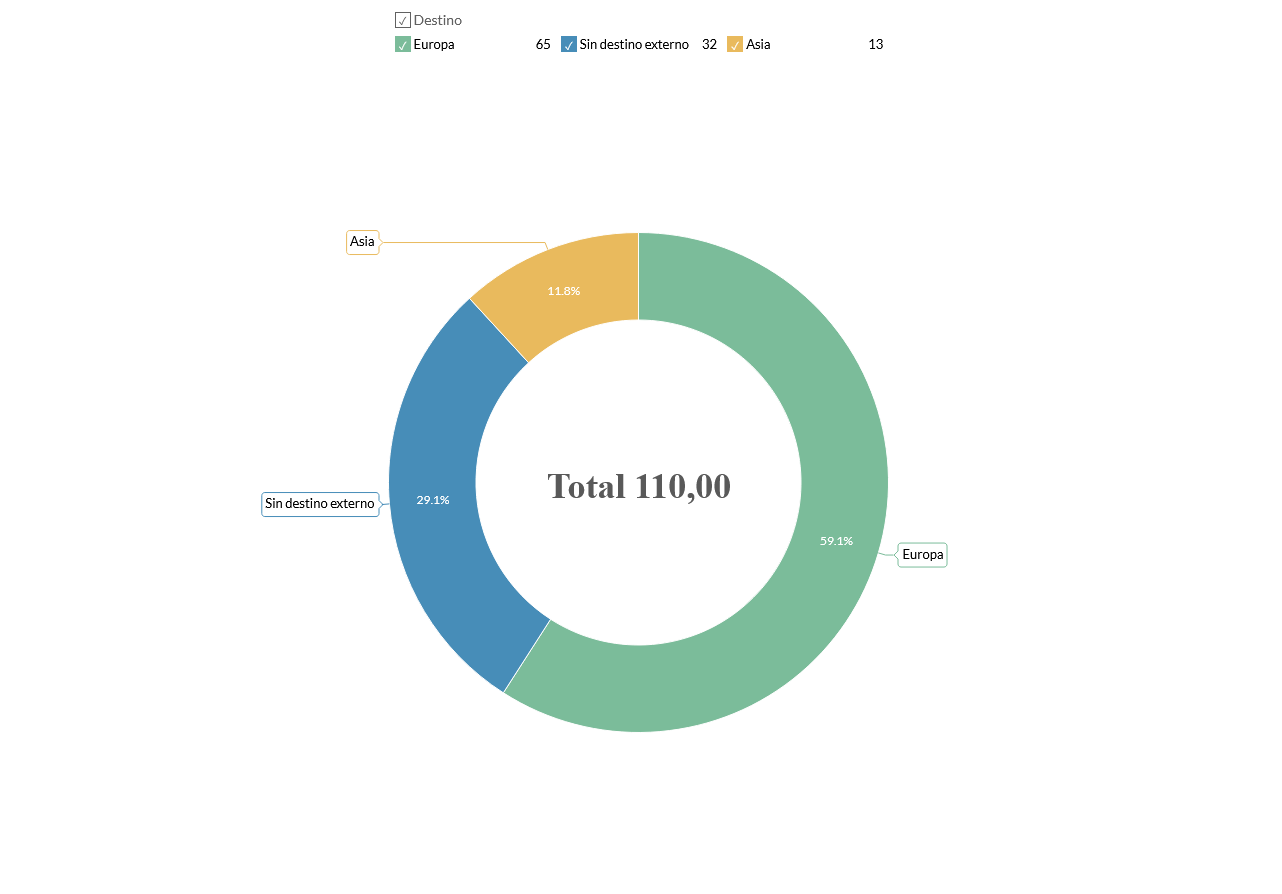 Destino
Europa 65 Sin destino externo 32 Asia 13
Asia
11.8%
Total 110,00
29.1%
Sin destino externo
59.1%
Europa